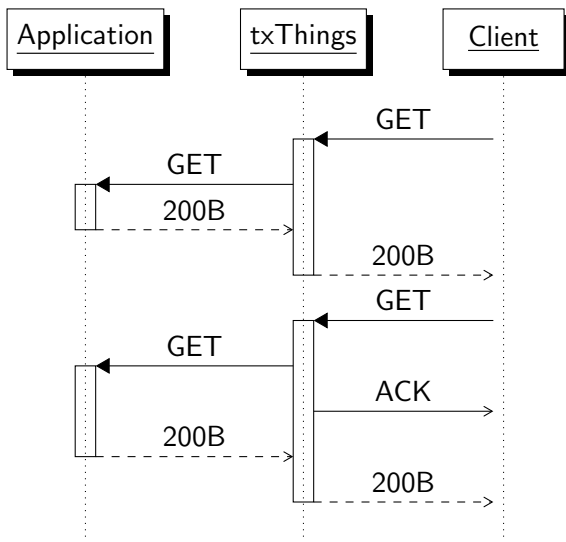 Application txThings Client
GET
GET
200B
200B
GET
GET
ACK
200B
200B